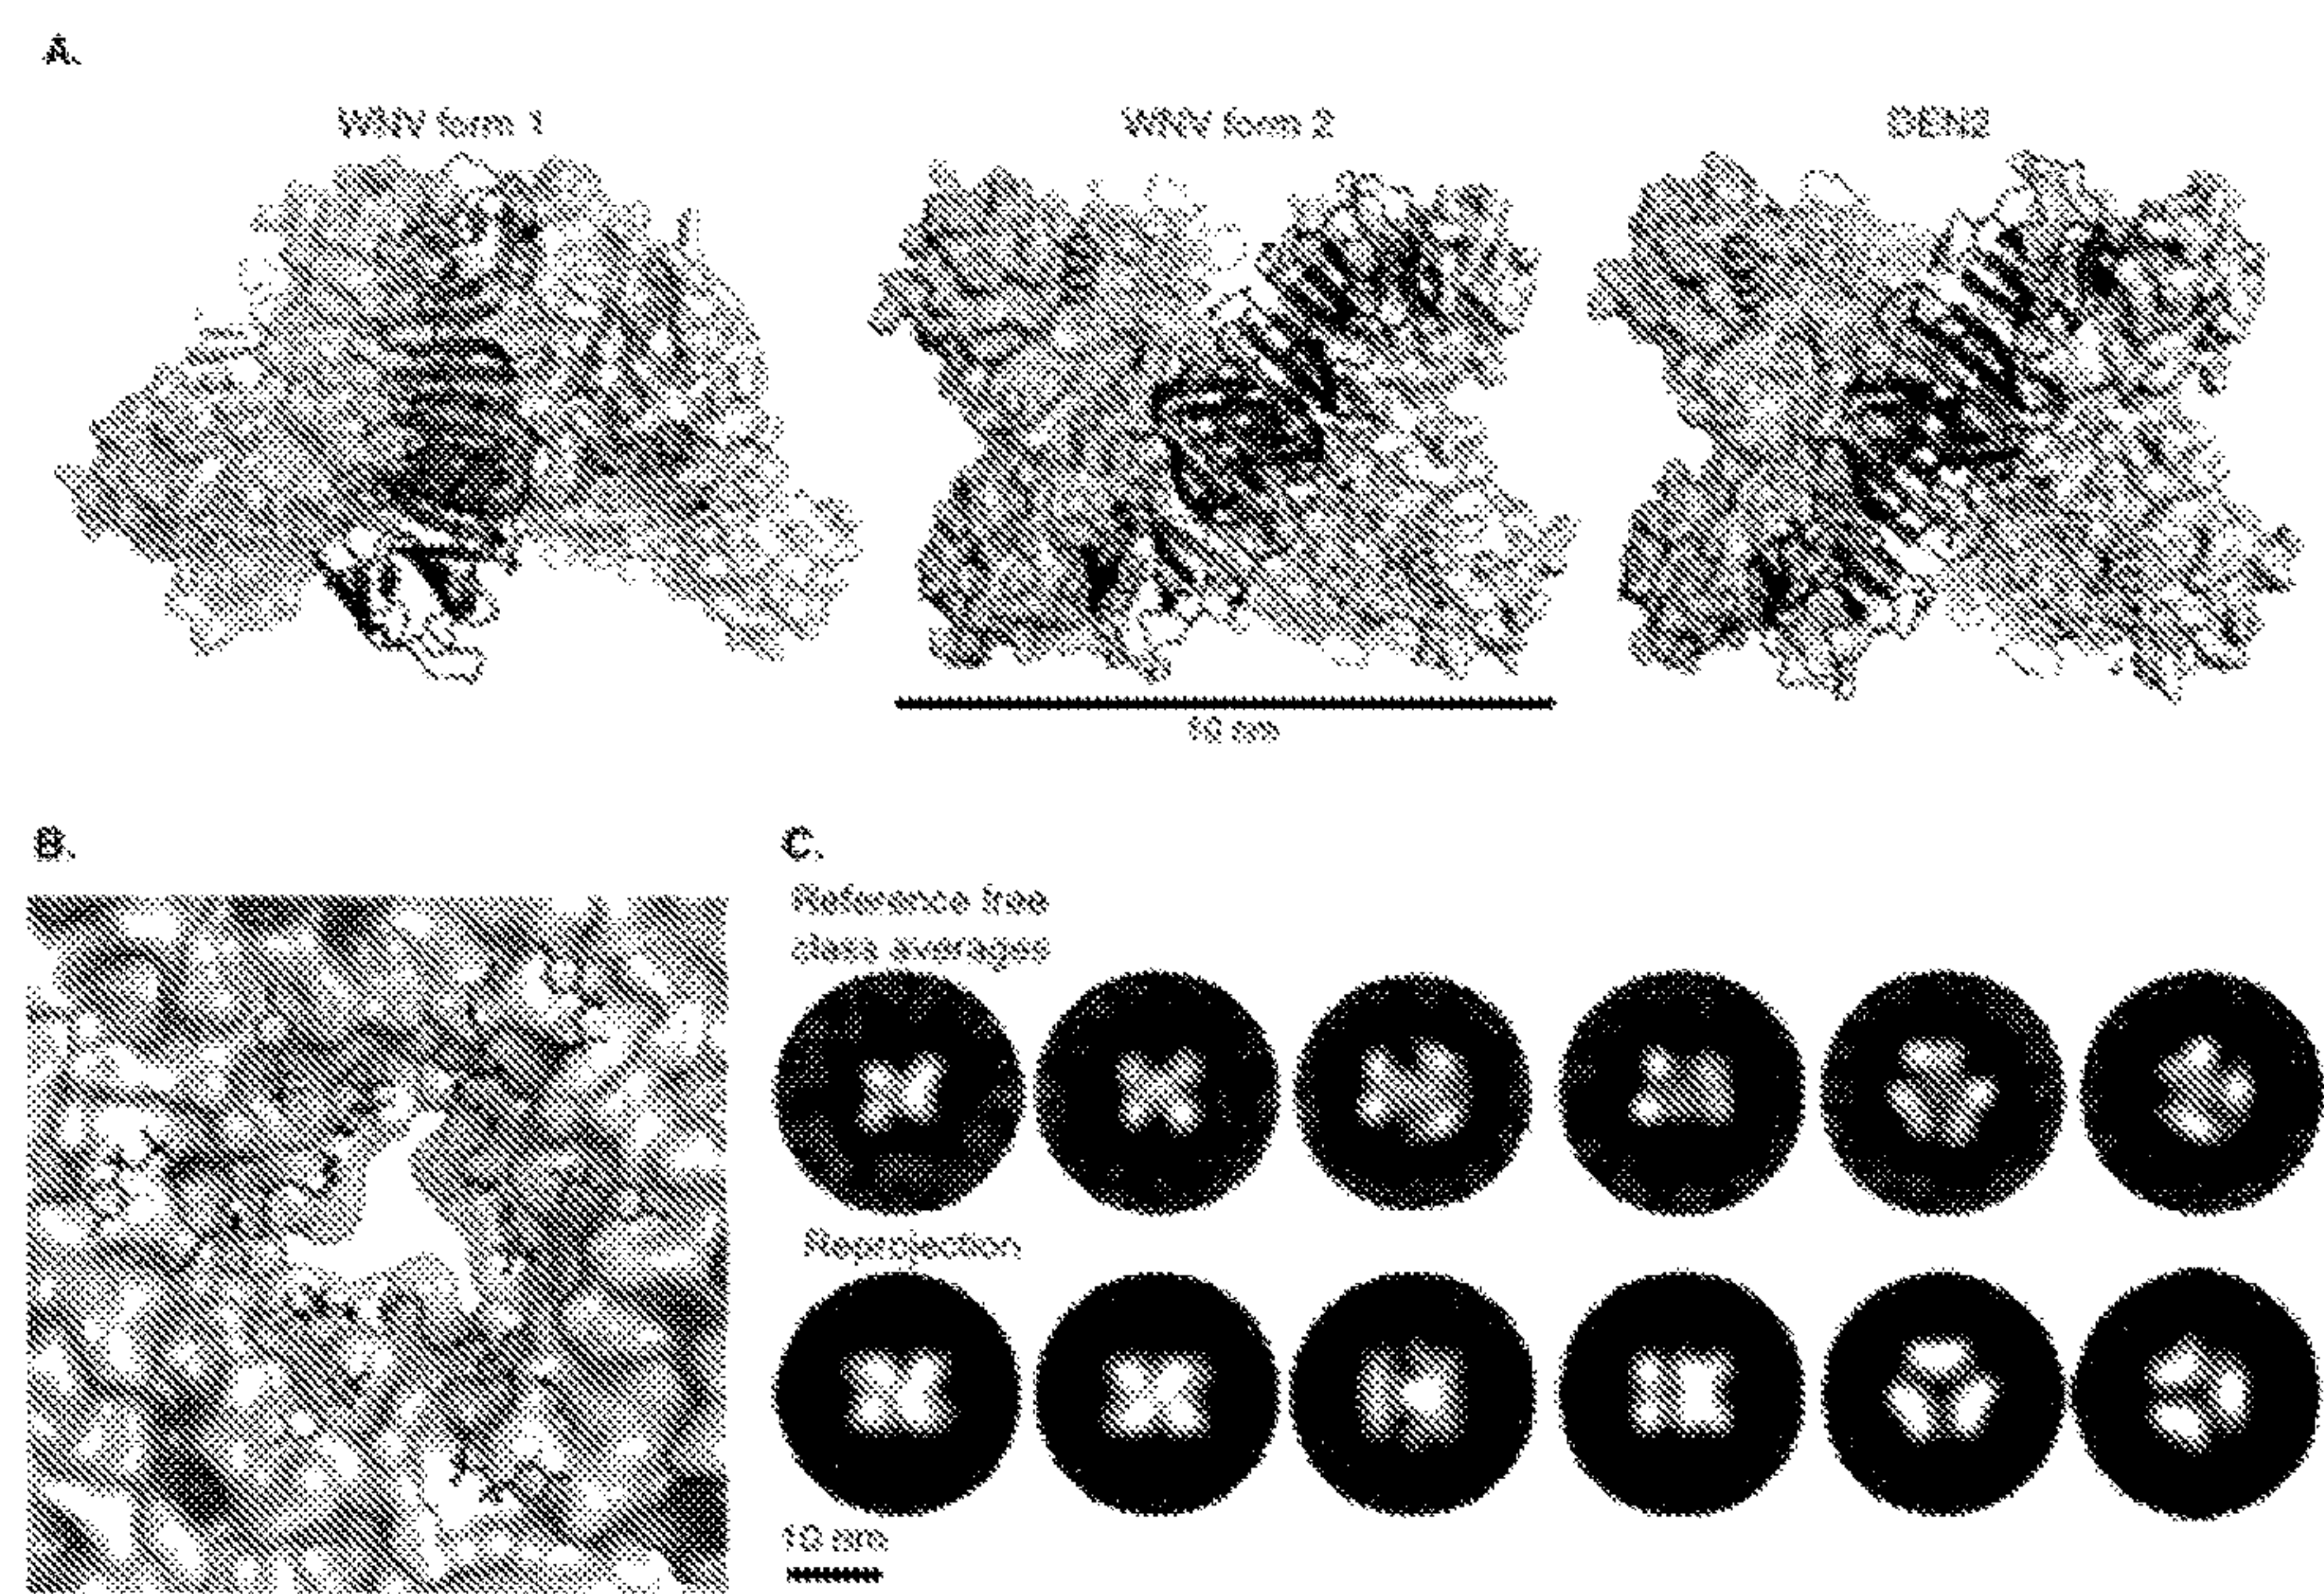 A.
WNV form 1
WNV form 2
DEN2
10 nm
B.
C.
Reference free
class averages
Reprojection
10 nm